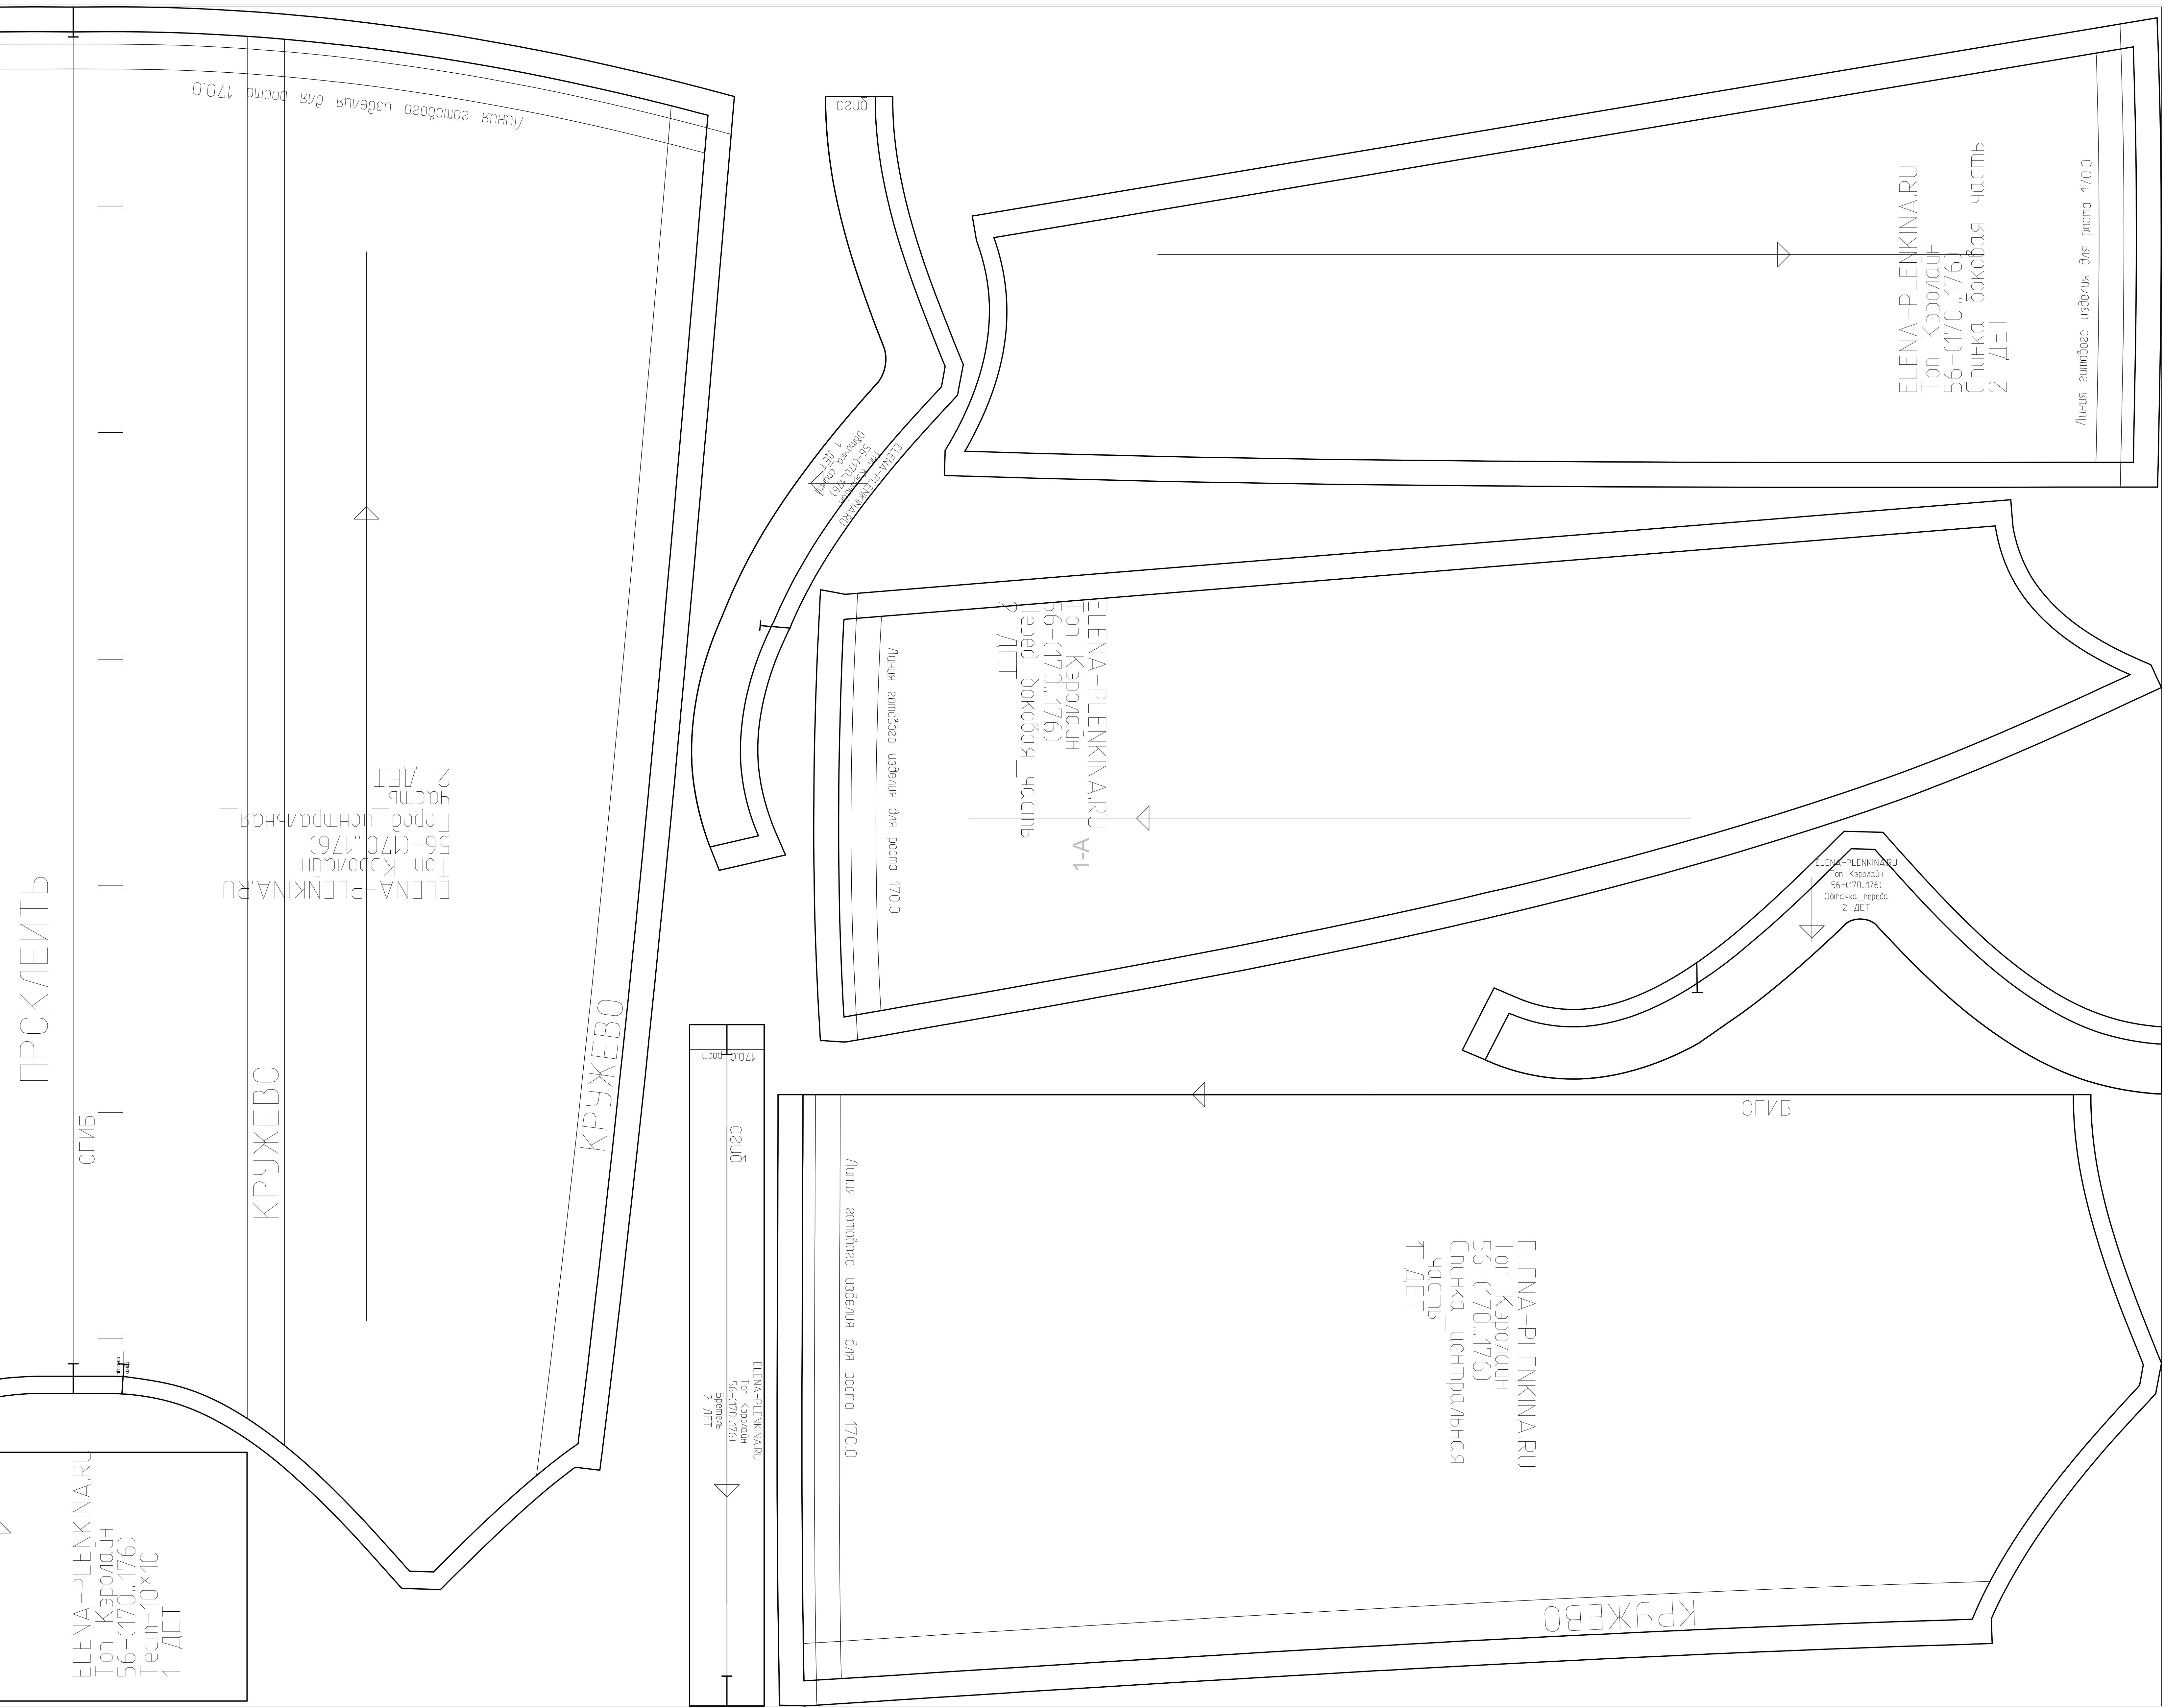 Линия готового изделия для роста 170.0
ПРОКЛЕИТЬ
СГИБ
КРУЖЕВО
КРУЖЕВО
ELENA-PLENKINA.RU
Топ Кэролайн
56-(170...176)
Перед_центральная_
часть
2 ДЕТ
ELENA-PLENKINA.RU
Топ Кэролайн
56-(170...176)
Тест-10*10
1 ДЕТ
сгиб
ELENA-PLENKINA.RU
Топ Кэролайн
56-(170...176)
Обтачка спинки
1 ДЕТ
ELENA-PLENKINA.RU
Топ Кэролайн
56-(170...176)
Спинка_боковая_часть
2 ДЕТ
Линия готового изделия для роста 170.0
ELENA-PLENKINA.RU
Топ Кэролайн
56-(170...176)
Перед_боковая_часть
2 ДЕТ
Линия готового изделия для роста 170.0
1-A
ELENA-PLENKINA.RU
Топ Кэролайн
56-(170...176)
Обтачка_переда
2 ДЕТ
170.0 рост
сгиб
ELENA-PLENKINA.RU
Топ Кэролайн
56-(170...176)
Бретель
2 ДЕТ
СГИБ
Линия готового изделия для роста 170.0
ELENA-PLENKINA.RU
Топ Кэролайн
56-(170...176)
Спинка_центральная_
часть
1 ДЕТ
КРУЖЕВО